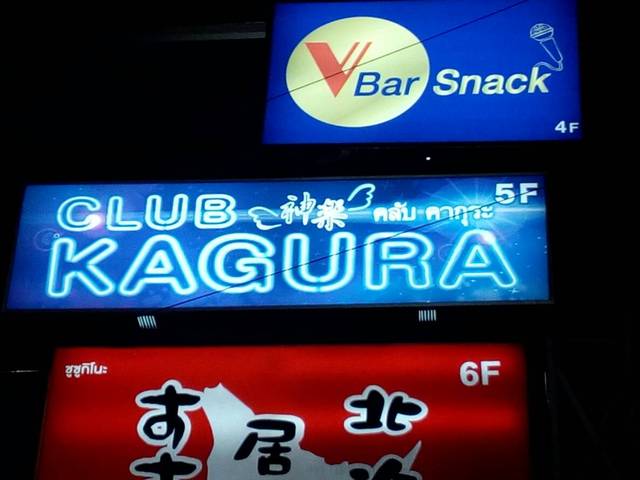 V Bar Snack
4F
CLUB 神楽 คลับ คากุระ 5F
KAGURA
ซูซูกิโนะ 6F
す 居 北